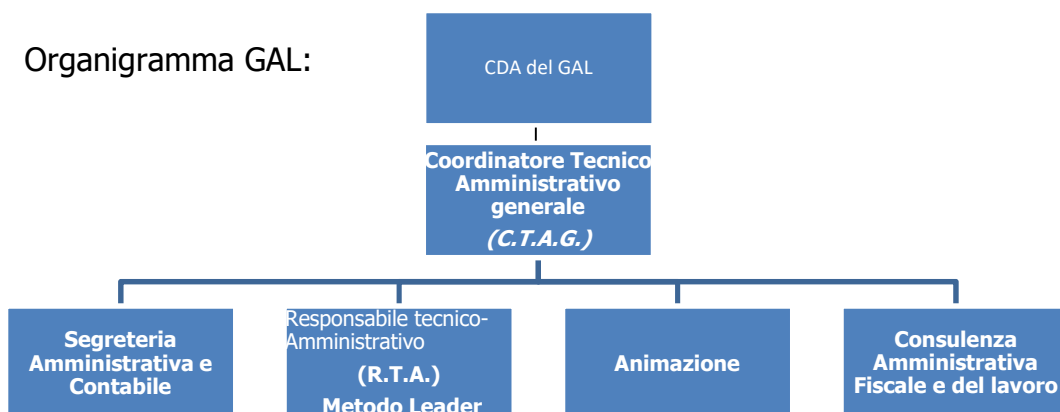 Organigramma GAL:
CDA del GAL
Coordinatore Tecnico
Amministrativo
generale
(C.T.A.G.)
Segreteria
Amministrativa e
Contabile
Responsabile tecnico-
Amministrativo
(R.T.A.)
Metodo Leader
Animazione
Consulenza
Amministrativa
Fiscale e del lavoro